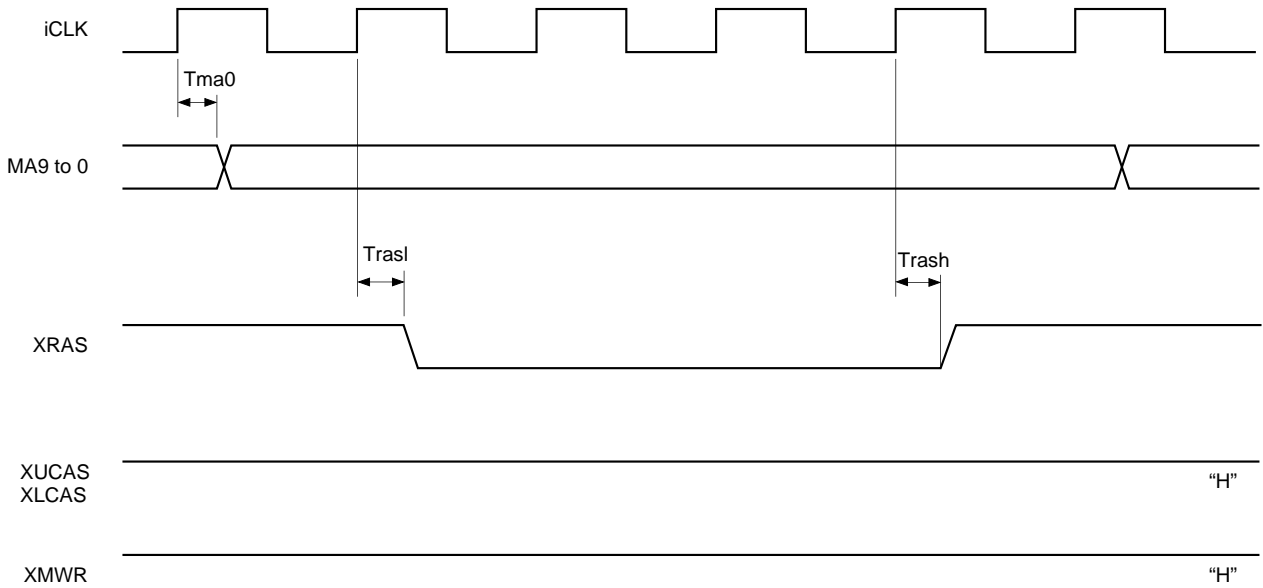 iCLK
Tma0
MA9 to 0
Trasl
Trash
XRAS
XUCAS
XLCAS
“H”
XMWR
“H”